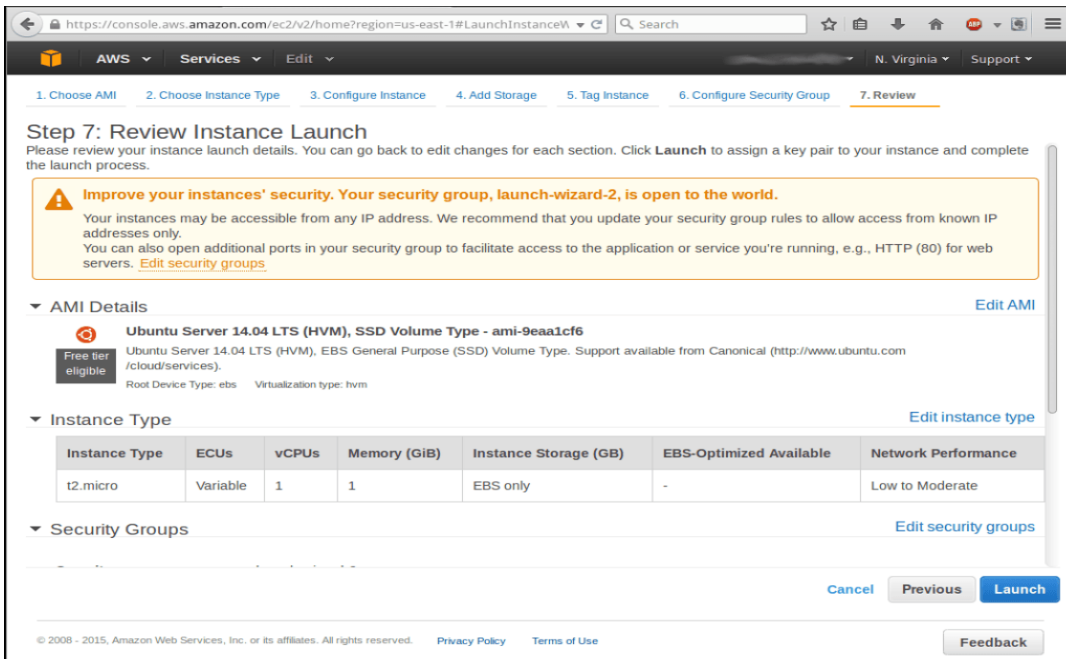 https://console.aws.amazon.com/ec2/v2/home?region=us-east-1#LaunchInstanceW
Search
ABP
AWS Services Edit N. Virginia Support
1. Choose AMI 2. Choose Instance Type 3. Configure Instance 4. Add Storage 5. Tag Instance 6. Configure Security Group 7. Review
Step 7: Review Instance Launch
Please review your instance launch details. You can go back to edit changes for each section. Click Launch to assign a key pair to your instance and complete
the launch process.
Improve your instances' security. Your security group, launch-wizard-2, is open to the world.
Your instances may be accessible from any IP address. We recommend that you update your security group rules to allow access from known IP
addresses only.
You can also open additional ports in your security group to facilitate access to the application or service you're running, e.g., HTTP (80) for web
servers. Edit security groups
AMI Details Edit AMI
Ubuntu Server 14.04 LTS (HVM), SSD Volume Type - ami-9eaa1cf6
Free tier
eligible
Ubuntu Server 14.04 LTS (HVM), EBS General Purpose (SSD) Volume Type. Support available from Canonical (http://www.ubuntu.com
/cloud/services).
Root Device Type: ebs Virtualization type: hvm
Instance Type Edit instance type
Instance Type ECUs vCPUs Memory (GiB) Instance Storage (GB) EBS-Optimized Available Network Performance
t2.micro Variable 1 1 EBS only - Low to Moderate
Security Groups Edit security groups
Cancel Previous Launch
© 2008 - 2015, Amazon Web Services, Inc. or its affiliates. All rights reserved. Privacy Policy Terms of Use Feedback